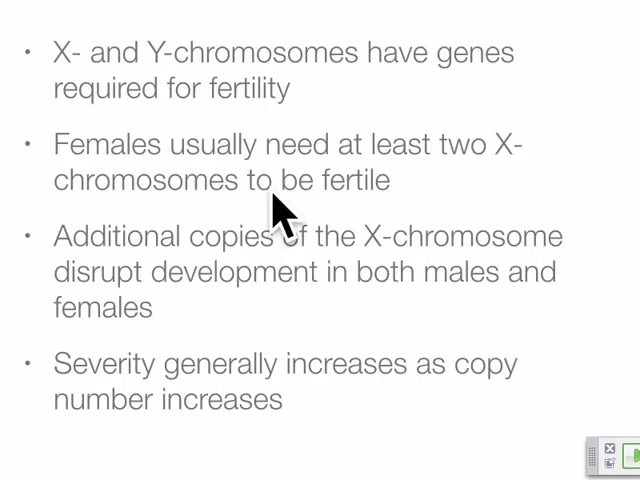 • X- and Y-chromosomes have genes
required for fertility
• Females usually need at least two X-
chromosomes to be fertile
• Additional copies of the X-chromosome
disrupt development in both males and
females
• Severity generally increases as copy
number increases